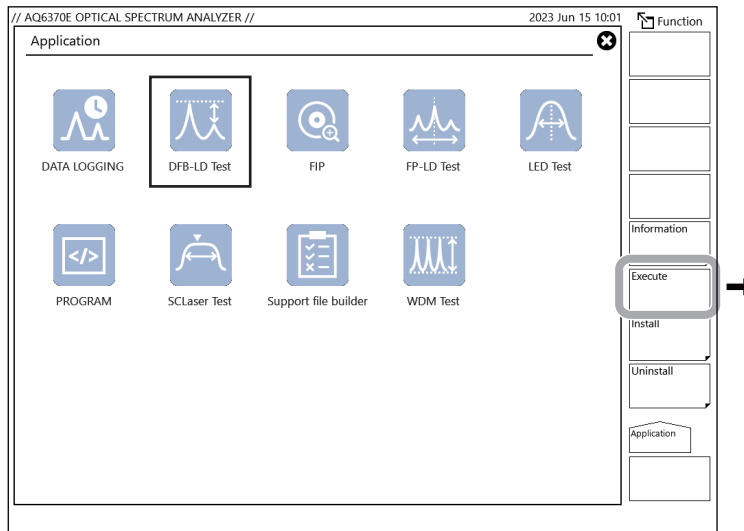 // AQ6370E OPTICAL SPECTRUM ANALYZER // 2023 Jun 15 10:01
Function
Application
DATA LOGGING DFB-LD Test FIP FP-LD Test LED Test
</>
PROGRAM SCLaser Test Support file builder WDM Test
Information
Execute
Install
Uninstall
Application